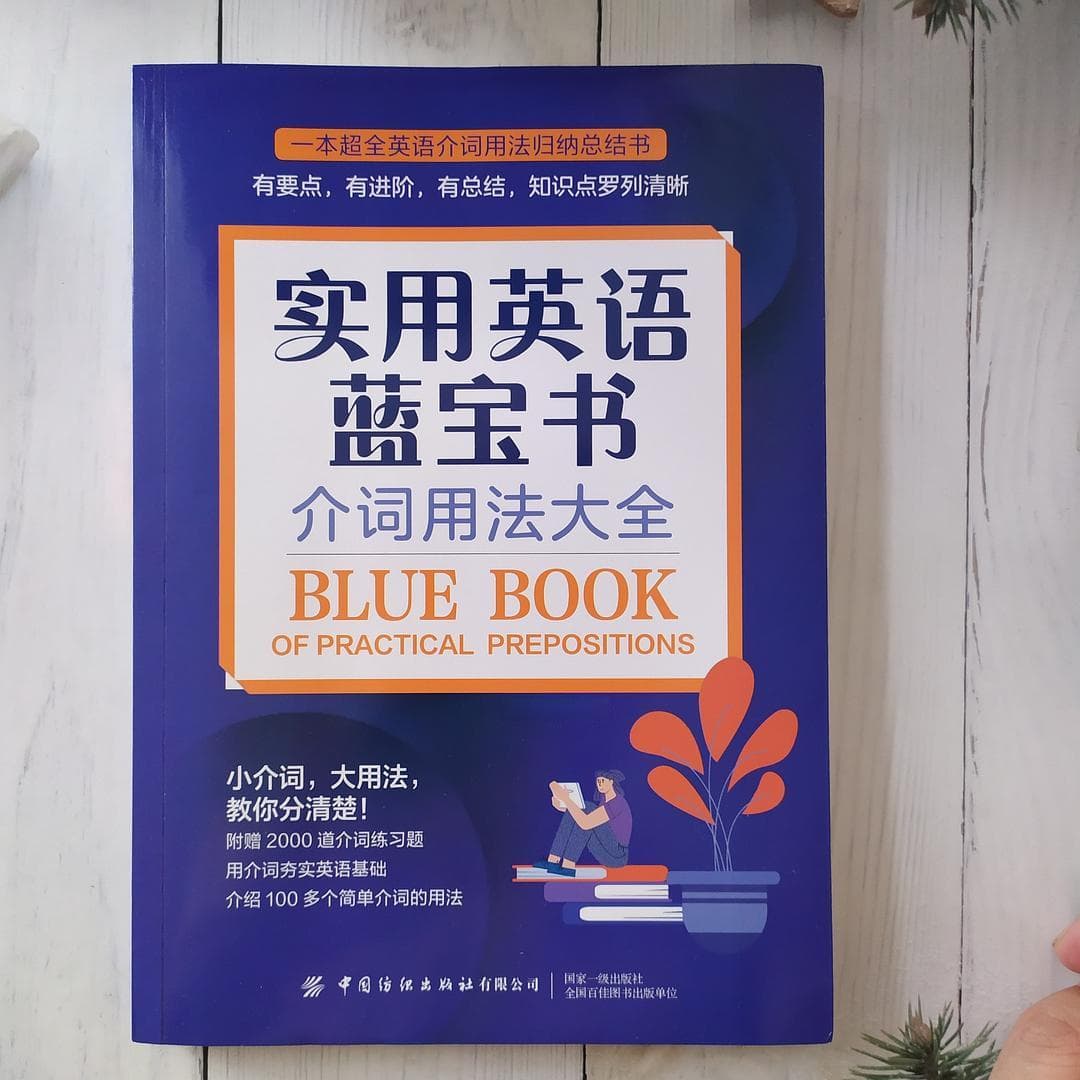 一本超全英语介词用法归纳总结书
有要点，有进阶，有总结，知识点罗列清晰
实用英语
蓝宝书
介词用法大全
BLUE BOOK
OF PRACTICAL PREPOSITIONS
小介词，大用法，
教你分清楚！
附赠 2000 道介词练习题
用介词夯实英语基础
介绍 100 多个简单介词的用法
中国纺织出版社有限公司
国家一级出版社
全国百佳图书出版单位